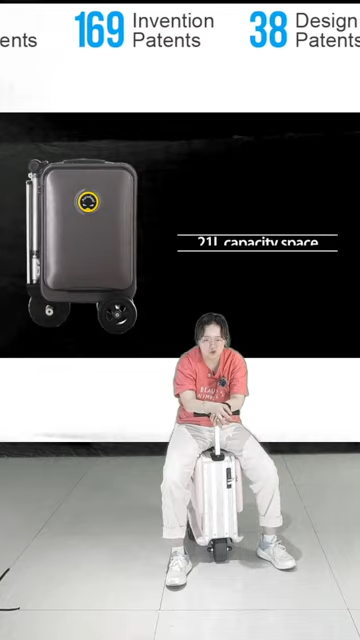 ents
169 Invention Patents
38 Design Patents
21L capacity space